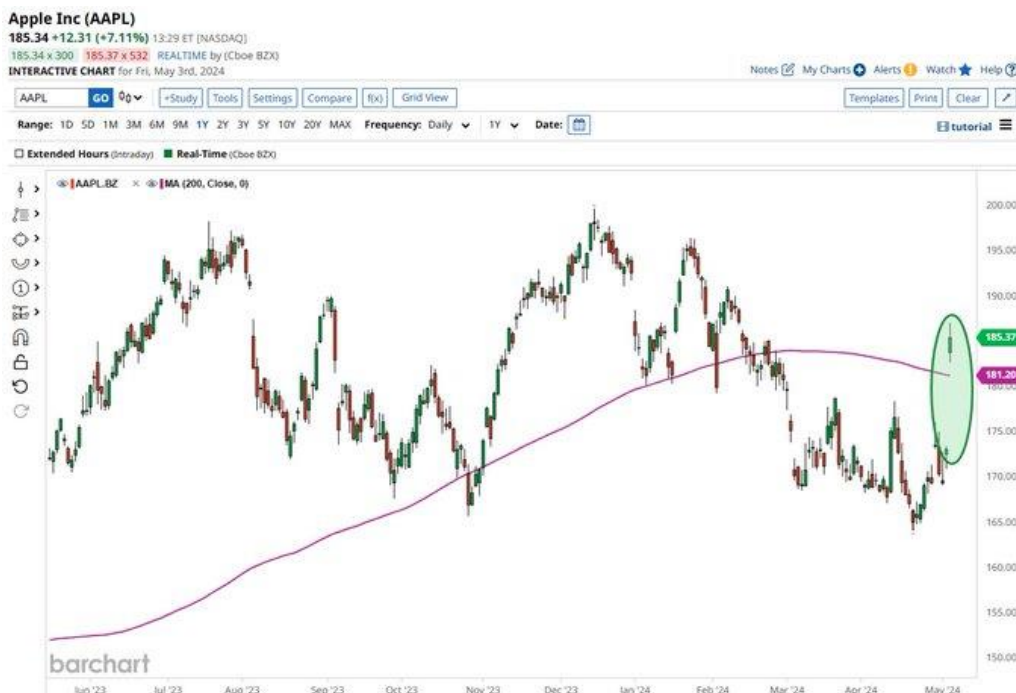 Apple Inc (AAPL)
185.34 +12.31 (+7.11%) 13:29 ET [NASDAQ]
185.34 x 300 185.37 x 532 REALTIME by (Cboe BZX)
INTERACTIVE CHART for Fri, May 3rd, 2024
Notes My Charts Alerts Watch Help
AAPL GO +Study Tools Settings Compare f(x) Grid View Templates Print Clear
Range: 1D 5D 1M 3M 6M 9M 1Y 2Y 3Y 5Y 10Y 20Y MAX Frequency: Daily 1Y Date: tutorial
Extended Hours (Intraday) Real-Time (Cboe BZX)
AAPL.BZ × MA (200, Close, 0)
200.00
195.00
190.00
185.37
181.20
180.00
175.00
170.00
165.00
160.00
155.00
150.00
barchart
Jun '23 Jul '23 Aug '23 Sep '23 Oct '23 Nov '23 Dec '23 Jan '24 Feb '24 Mar '24 Apr '24 May '24